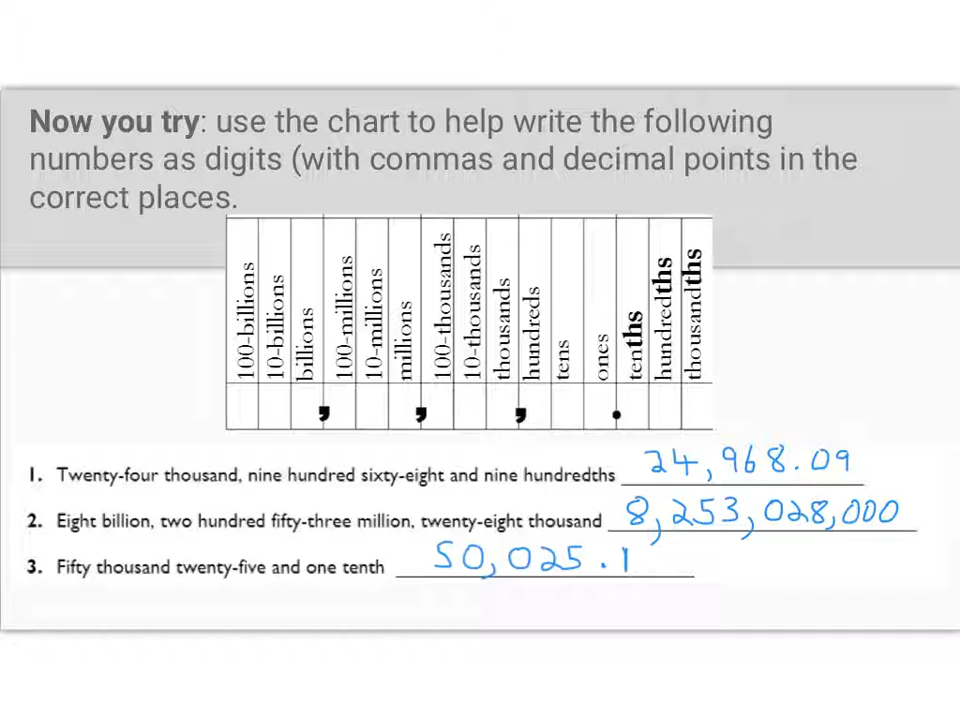 Now you try: use the chart to help write the following
numbers as digits (with commas and decimal points in the
correct places.
100-billions 10-billions billions 100-millions 10-millions millions 100-thousands 10-thousands thousands hundreds tens ones tenths hundredths thousandths
, , , .
1. Twenty-four thousand, nine hundred sixty-eight and nine hundredths 24,968.09
2. Eight billion, two hundred fifty-three million, twenty-eight thousand 8,253,028,000
3. Fifty thousand twenty-five and one tenth 50,025.1